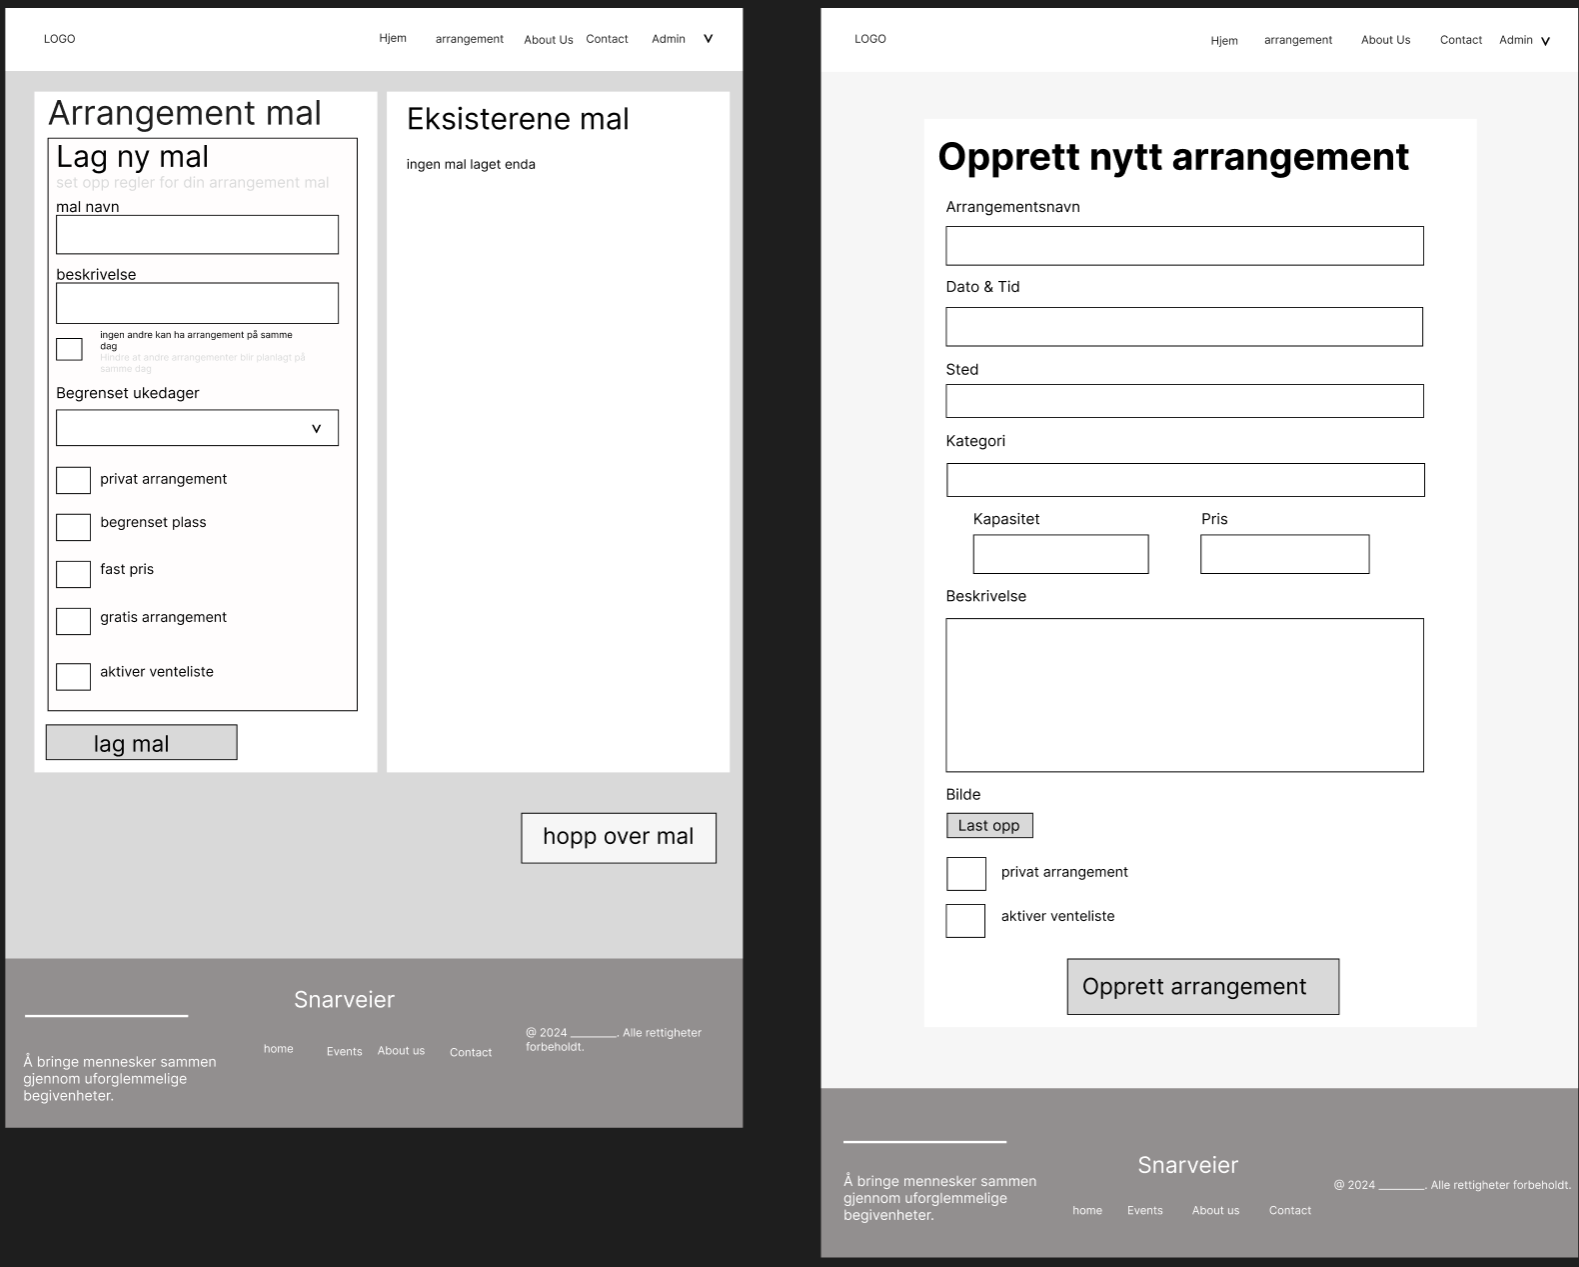 LOGO
Hjem
arrangement
About Us
Contact
Admin
v
Arrangement mal
Lag ny mal
set opp regler for din arrangement mal
mal navn
beskrivelse
ingen andre kan ha arrangement på samme
dag
Hindre at andre arrangementer blir planlagt på
samme dag
Begrenset ukedager
v
privat arrangement
begrenset plass
fast pris
gratis arrangement
aktiver venteliste
lag mal
Eksisterene mal
ingen mal laget enda
hopp over mal
Å bringe mennesker sammen
gjennom uforglemmelige
begivenheter.
Snarveier
home
Events
About us
Contact
@ 2024 ________. Alle rettigheter
forbeholdt.
LOGO
Hjem
arrangement
About Us
Contact
Admin
v
Opprett nytt arrangement
Arrangementsnavn
Dato & Tid
Sted
Kategori
Kapasitet
Pris
Beskrivelse
Bilde
Last opp
privat arrangement
aktiver venteliste
Opprett arrangement
Å bringe mennesker sammen
gjennom uforglemmelige
begivenheter.
Snarveier
home
Events
About us
Contact
@ 2024 ________. Alle rettigheter forbeholdt.